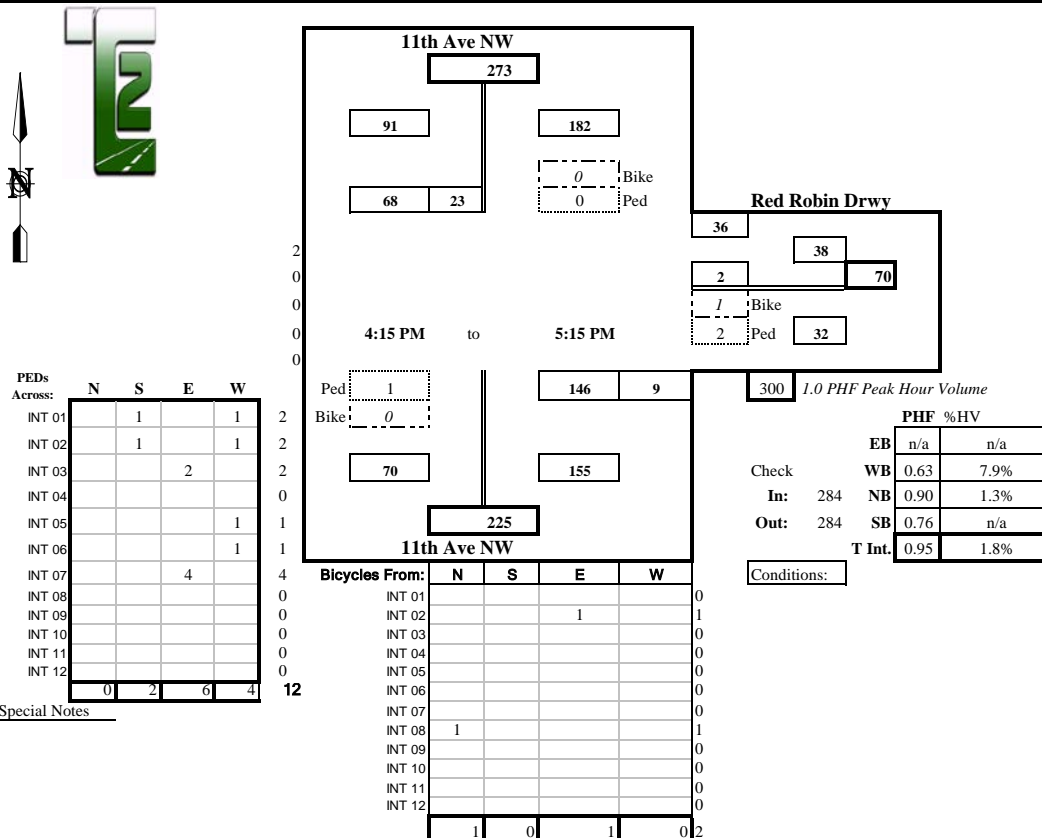 T2
N
11th Ave NW
273
91 182
0 Bike
68 23 0 Ped
Red Robin Drwy
36
2 38
0 2 70
0 1 Bike
0 4:15 PM to 5:15 PM 2 Ped 32
0
Ped 1 146 9 300 1.0 PHF Peak Hour Volume
Bike 0
70 155
225
11th Ave NW
PHF %HV
EB n/a n/a
Check WB 0.63 7.9%
In: 284 NB 0.90 1.3%
Out: 284 SB 0.76 n/a
T Int. 0.95 1.8%
Conditions:
PEDs
Across: N S E W
INT 01 1 1 2
INT 02 1 1 2
INT 03 2 2
INT 04 0
INT 05 1 1
INT 06 1 1
INT 07 4 4
INT 08 0
INT 09 0
INT 10 0
INT 11 0
INT 12 0
0 2 6 4 12
Special Notes
Bicycles From: N S E W
INT 01 0
INT 02 1 1
INT 03 0
INT 04 0
INT 05 0
INT 06 0
INT 07 0
INT 08 1 1
INT 09 0
INT 10 0
INT 11 0
INT 12 0
1 0 1 0 2